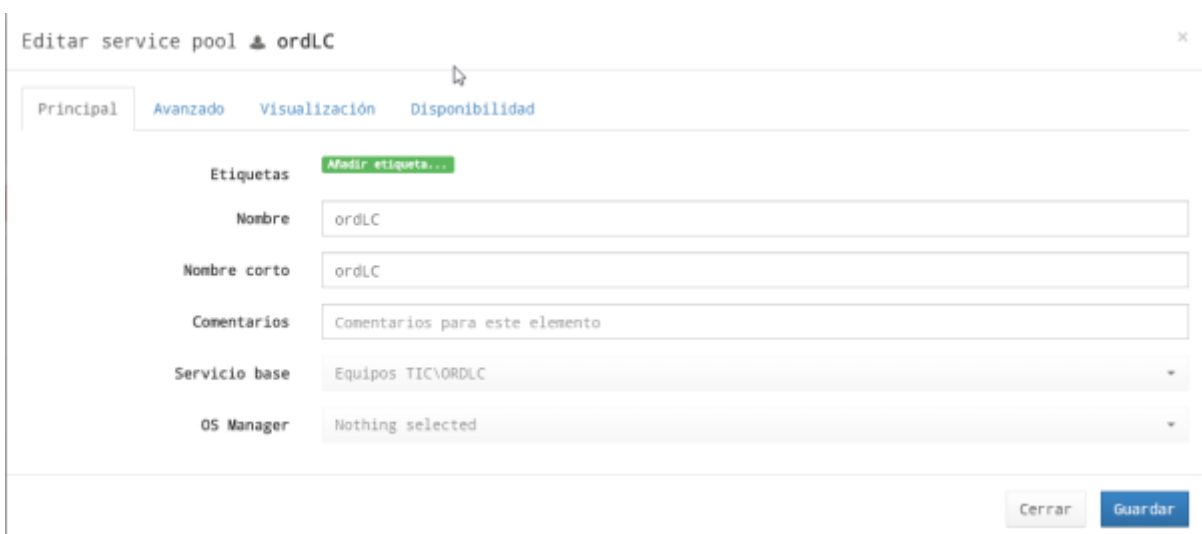 Editar service pool ordLC
×
Principal Avanzado Visualización Disponibilidad
Etiquetas Añadir etiqueta...
Nombre ordLC
Nombre corto ordLC
Comentarios Comentarios para este elemento
Servicio base Equipos TIC\ORDLC
OS Manager Nothing selected
Cerrar Guardar